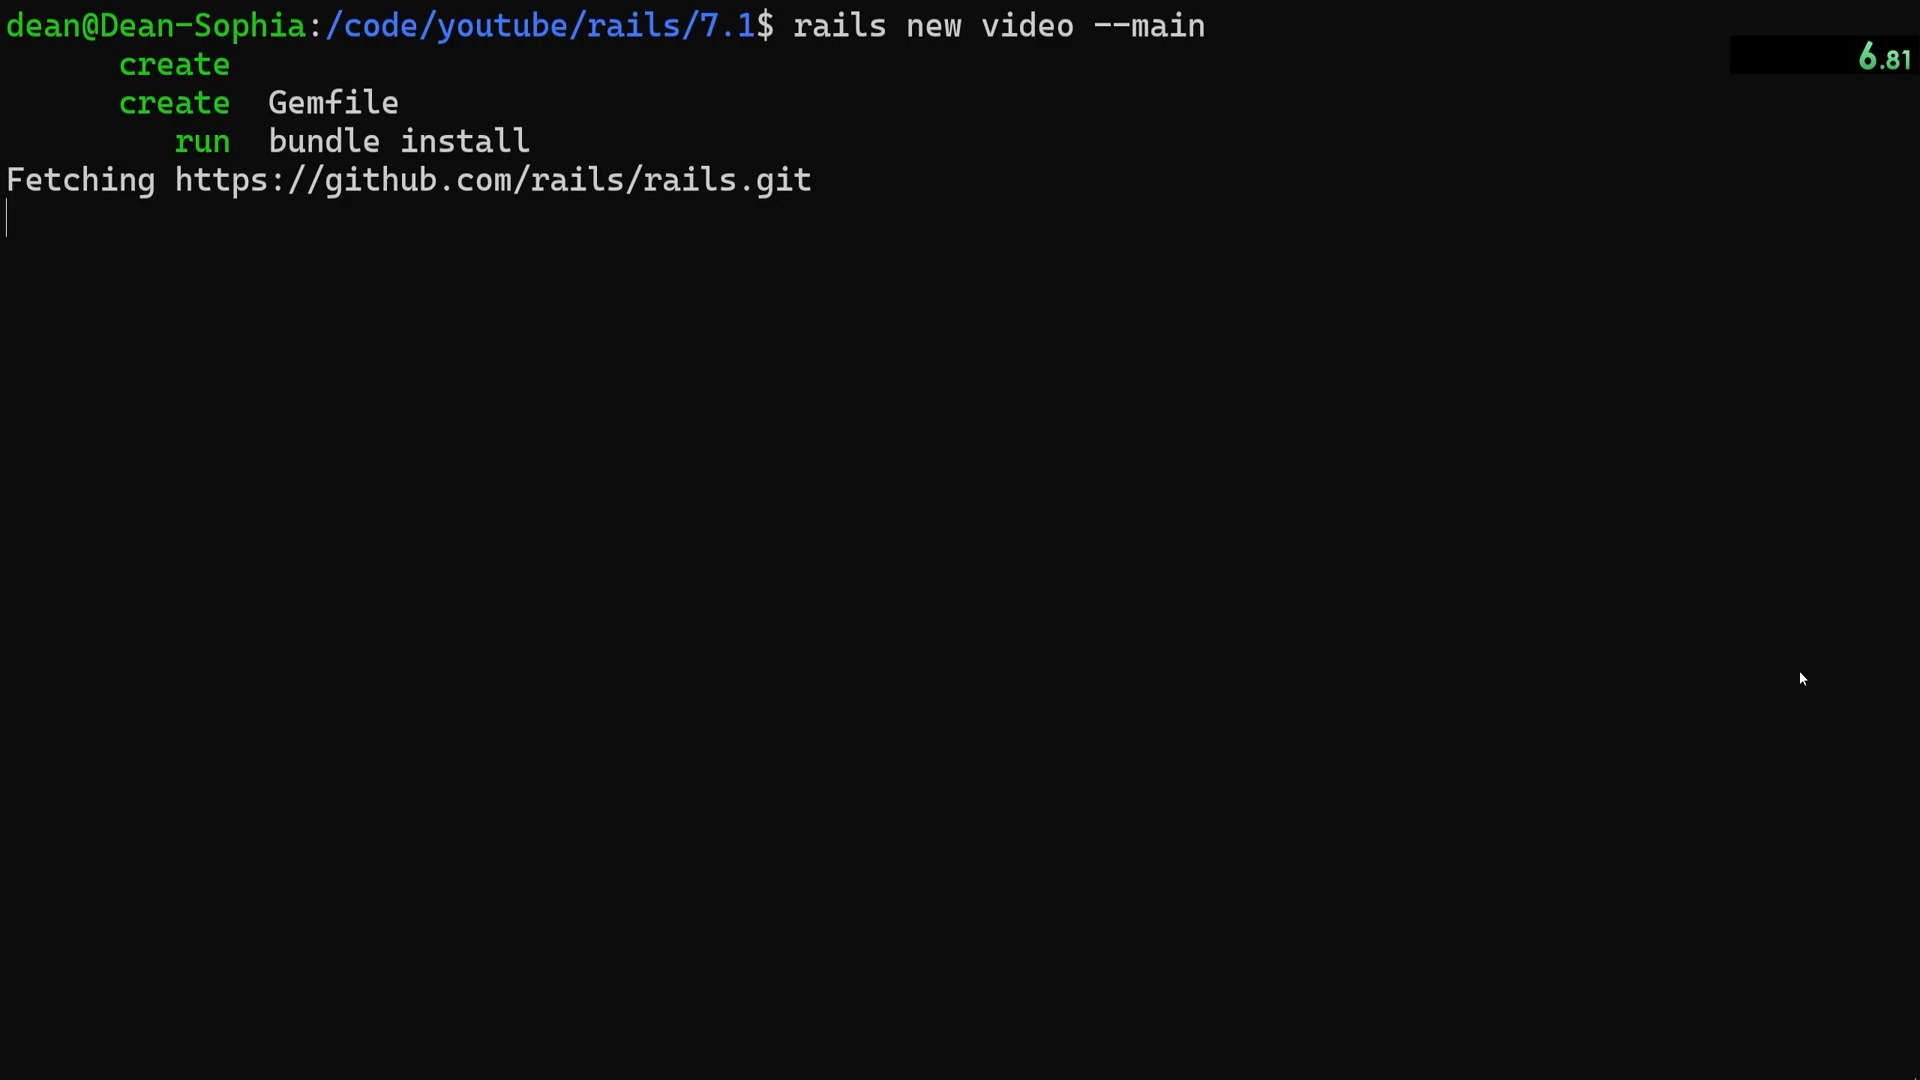 dean@Dean-Sophia:/code/youtube/rails/7.1$ rails new video --main
6.81
create
create Gemfile
run bundle install
Fetching https://github.com/rails/rails.git